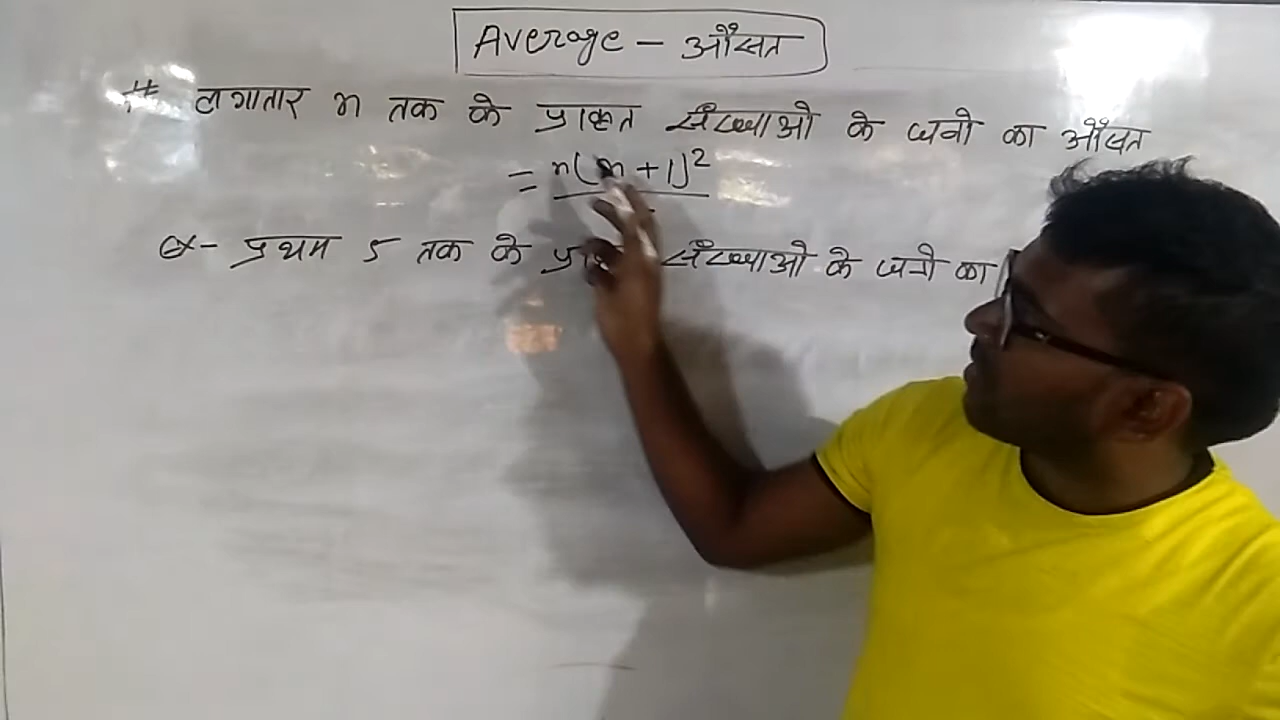 Average – औसत
# लगातार n तक के प्राकृत संख्याओ के घनो का औसत
= n(n+1)²
Q- प्रथम 5 तक के संख्याओ के घनो का